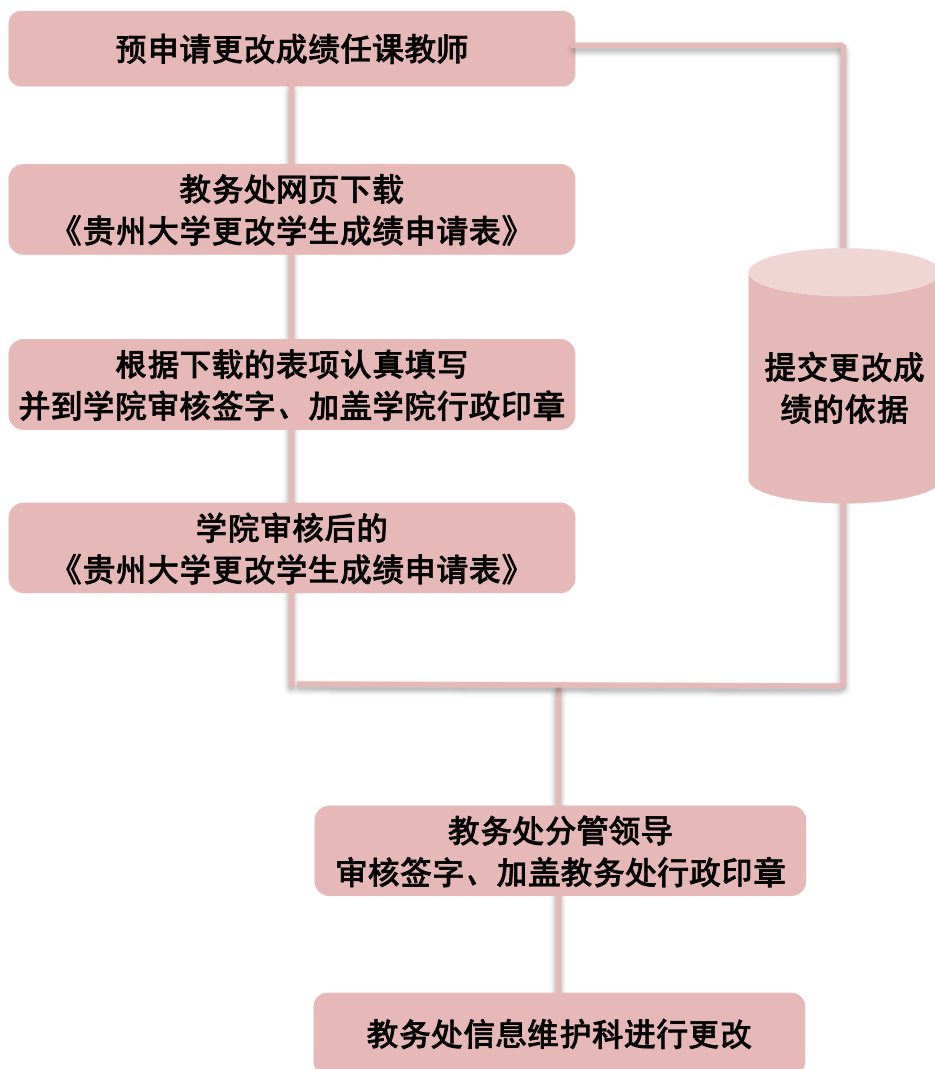 预申请更改成绩任课教师
教务处网页下载
《贵州大学更改学生成绩申请表》
根据下载的表项认真填写
并到学院审核签字、加盖学院行政印章
提交更改成
绩的依据
学院审核后的
《贵州大学更改学生成绩申请表》
教务处分管领导
审核签字、加盖教务处行政印章
教务处信息维护科进行更改